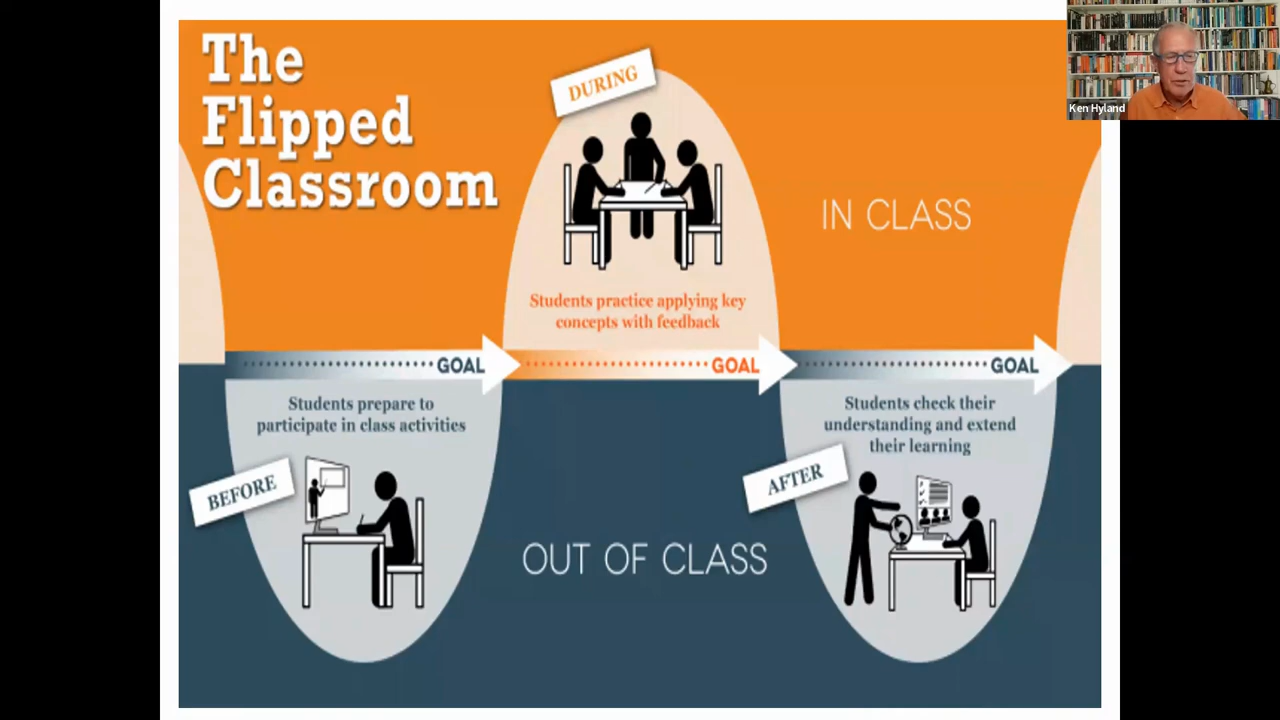 The
Flipped
Classroom
DURING
Ken Hyland
IN CLASS
Students practice applying key
concepts with feedback
GOAL
GOAL
GOAL
Students prepare to
participate in class activities
BEFORE
Students check their
understanding and extend
their learning
AFTER
OUT OF CLASS